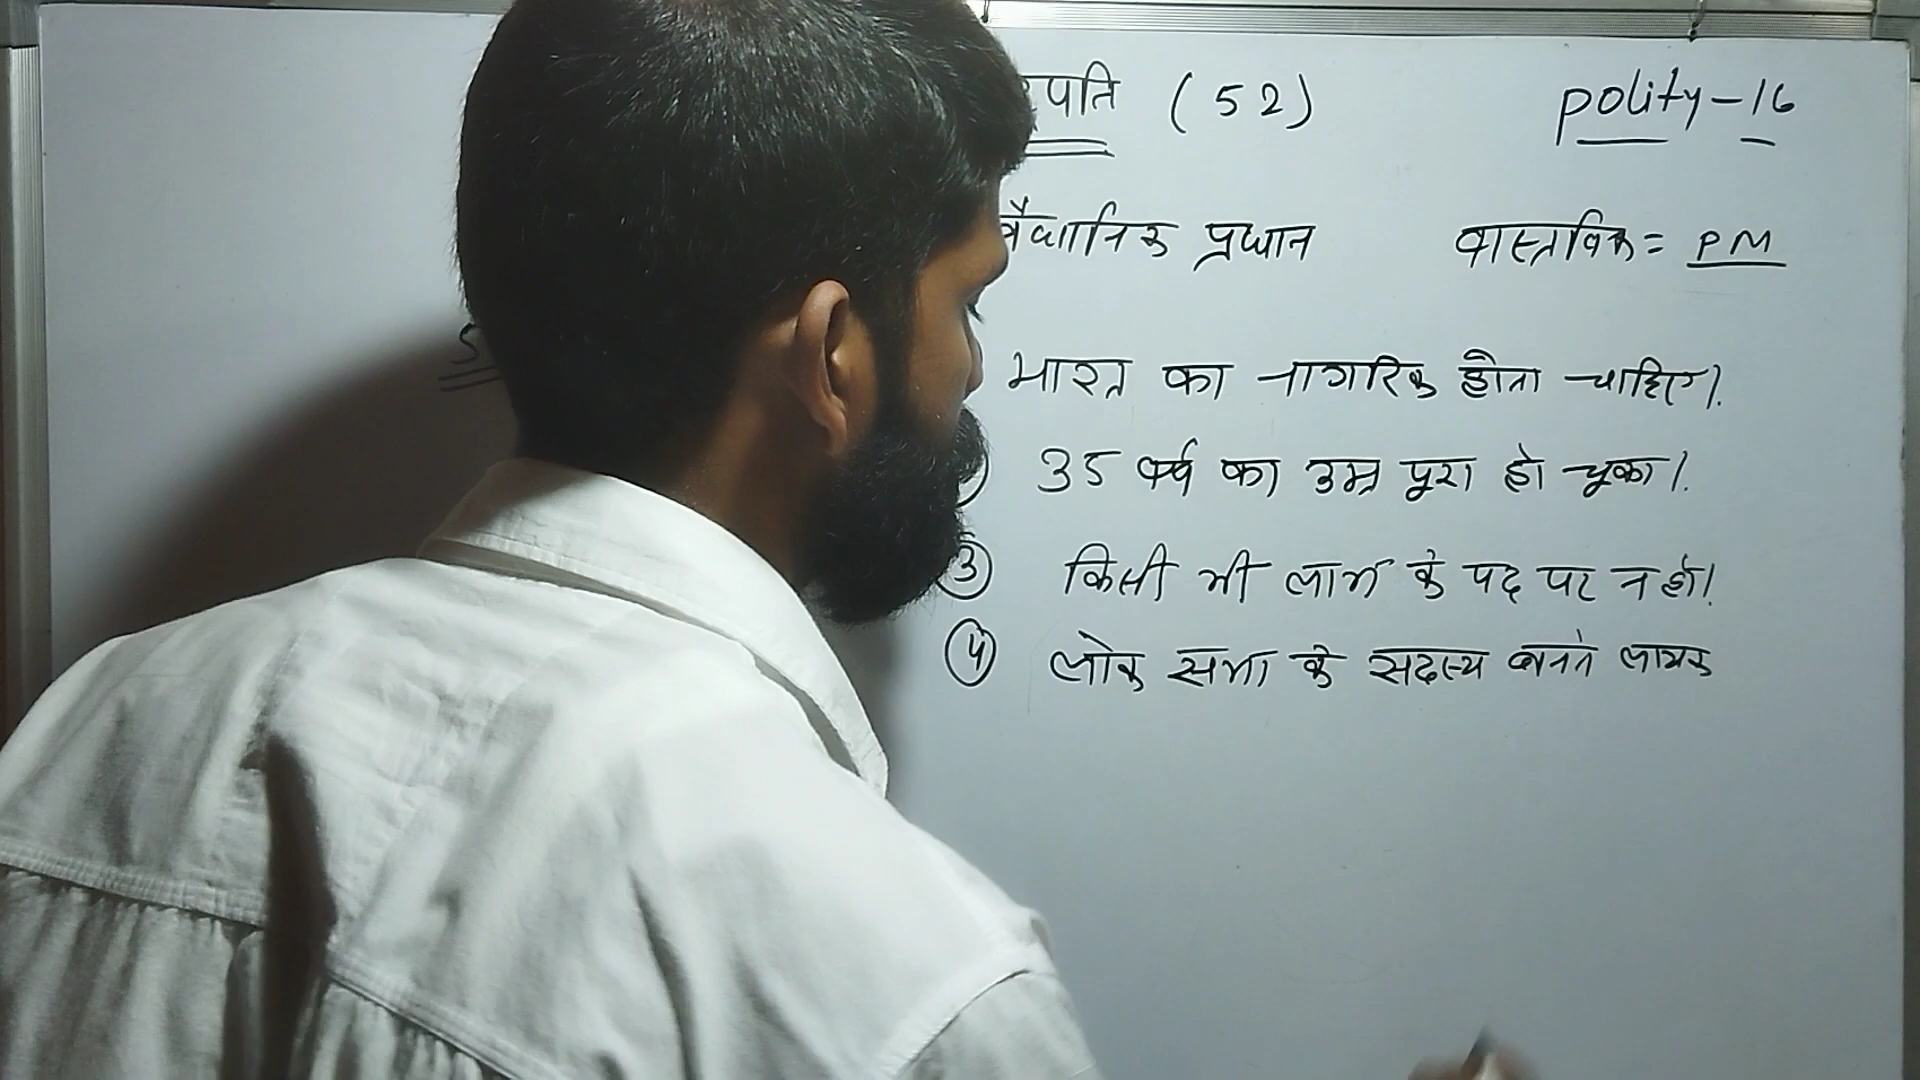 पति (52) polity-16
वैधानिक प्रधान वास्तविक = PM
भारत का नागरिक होना चाहिए।
35 वर्ष का उम्र पूरा हो चूका।
③ किसी भी लाभ के पद पर न हो।
④ लोक सभा के सदस्य बनने लायक